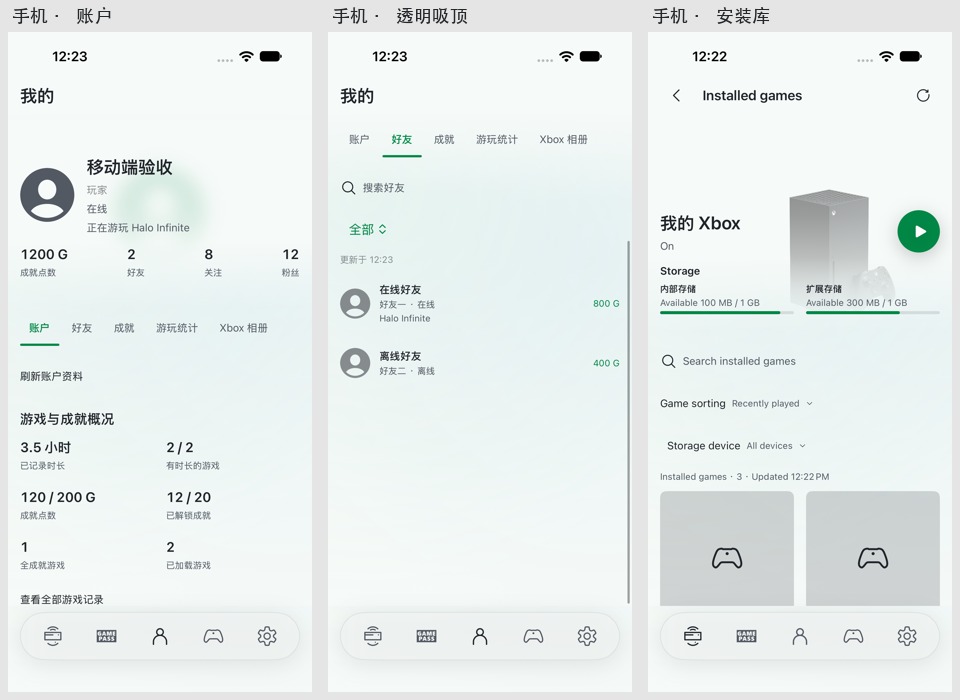 手机 · 账户
12:23
我的
移动端验收
玩家
在线
正在游玩 Halo Infinite
1200 G
2
8
12
成就点数
好友
关注
粉丝
账户 好友 成就 游玩统计 Xbox 相册
刷新账户资料
游戏与成就概况
3.5 小时
2 / 2
已记录时长
有时长的游戏
120 / 200 G
12 / 20
成就点数
已解锁成就
1
2
全成就游戏
已加载游戏
查看全部游戏记录
GAME PASS
手机 · 透明吸顶
12:23
我的
账户 好友 成就 游玩统计 Xbox 相册
搜索好友
全部
更新于 12:23
在线好友
好友一 · 在线
Halo Infinite
800 G
离线好友
好友二 · 离线
400 G
GAME PASS
手机 · 安装库
12:22
Installed games
我的 Xbox
On
Storage
内部存储
Available 100 MB / 1 GB
扩展存储
Available 300 MB / 1 GB
Search installed games
Game sorting Recently played
Storage device All devices
Installed games · 3 · Updated 12:22 PM
GAME PASS